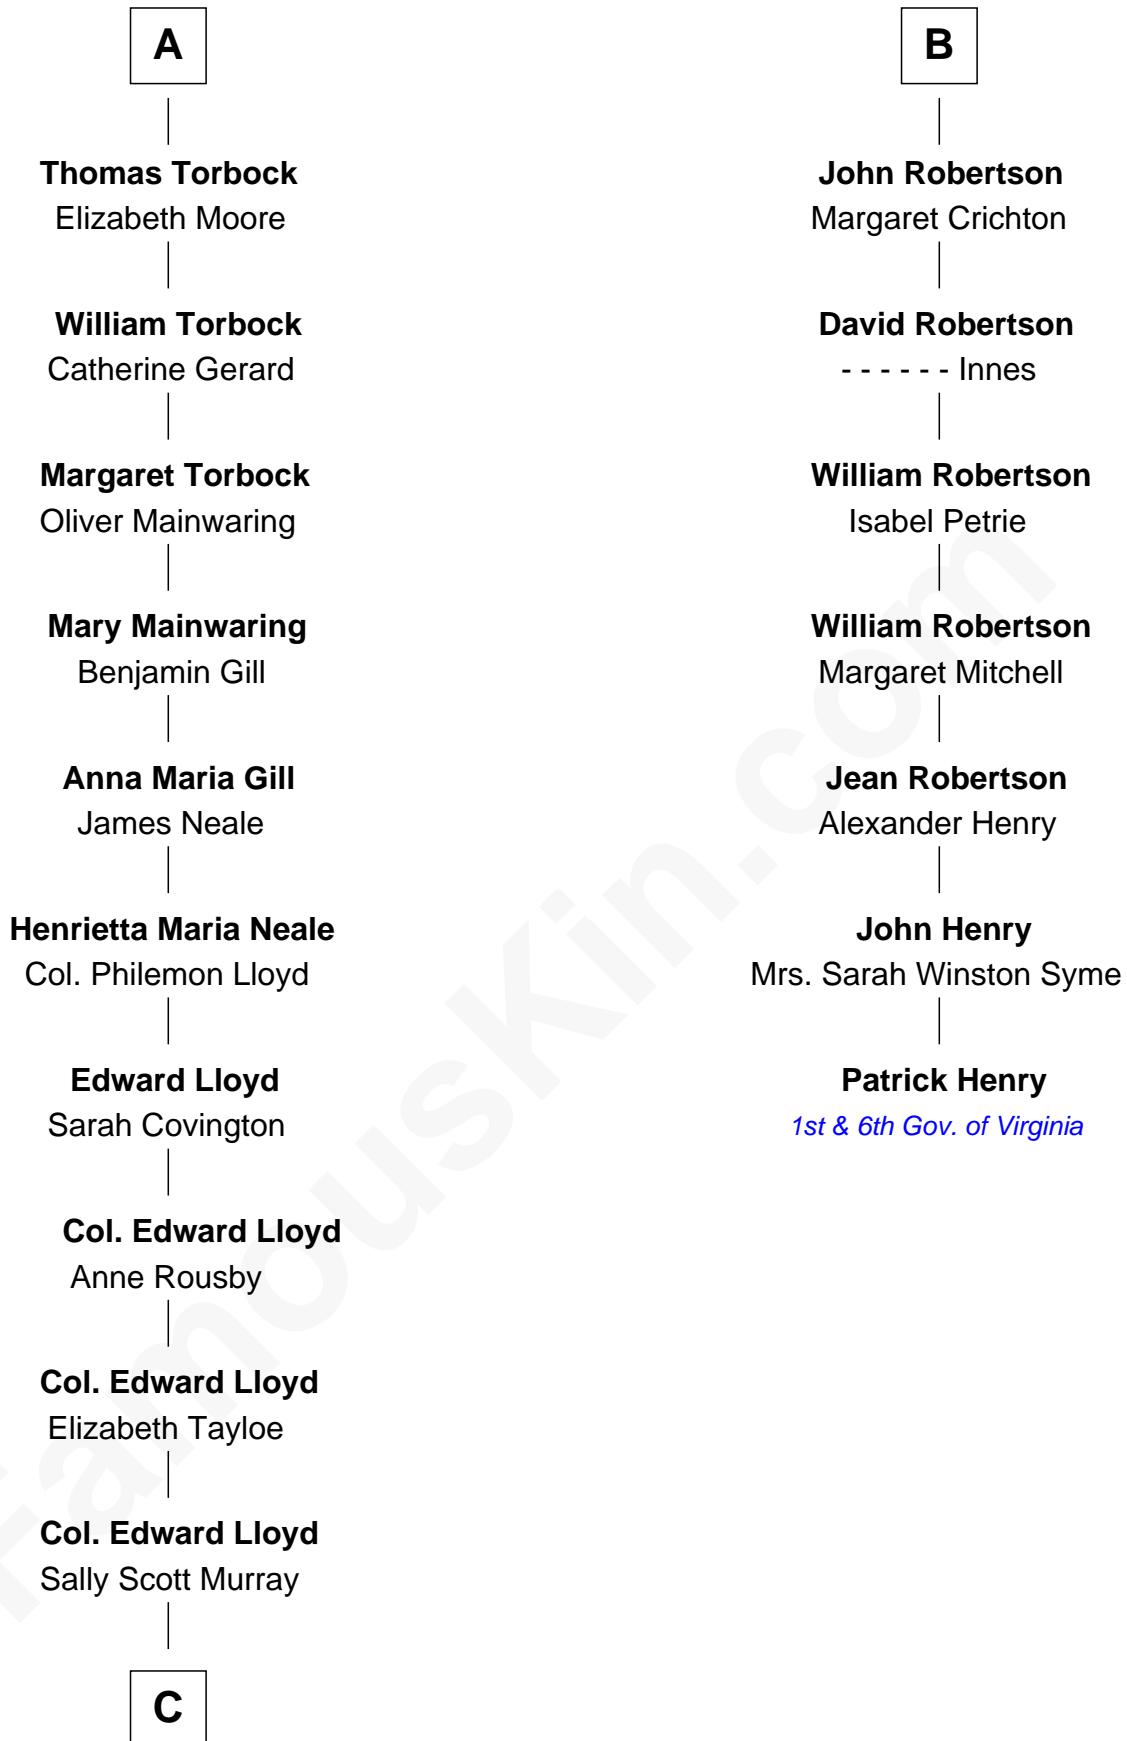 A
Thomas Torbock
Elizabeth Moore
William Torbock
Catherine Gerard
Margaret Torbock
Oliver Mainwaring
Mary Mainwaring
Benjamin Gill
Anna Maria Gill
James Neale
Henrietta Maria Neale
Col. Philemon Lloyd
Edward Lloyd
Sarah Covington
Col. Edward Lloyd
Anne Rousby
Col. Edward Lloyd
Elizabeth Tayloe
Col. Edward Lloyd
Sally Scott Murray
C
B
John Robertson
Margaret Crichton
David Robertson
- - - - - - Innes
William Robertson
Isabel Petrie
William Robertson
Margaret Mitchell
Jean Robertson
Alexander Henry
John Henry
Mrs. Sarah Winston Syme
Patrick Henry
1st & 6th Gov. of Virginia
FamousKin.com